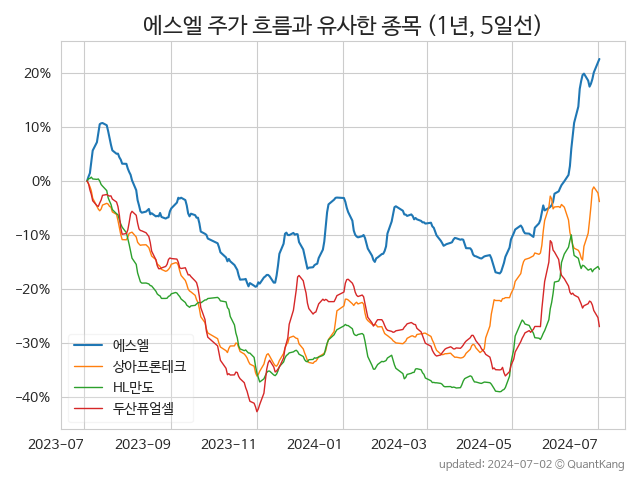 에스엘 주가 흐름과 유사한 종목 (1년, 5일선)
20%
10%
0%
−10%
−20%
−30%
−40%
에스엘
상아프론테크
HL만도
두산퓨얼셀
2023-07 2023-09 2023-11 2024-01 2024-03 2024-05 2024-07
updated: 2024-07-02 © QuantKang